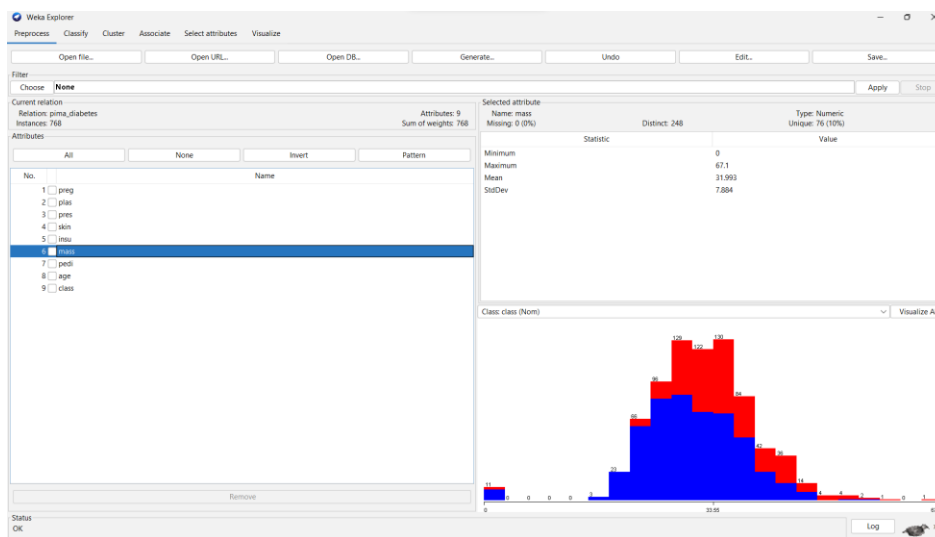 Weka Explorer
Preprocess Classify Cluster Associate Select attributes Visualize
Open file... Open URL... Open DB... Generate... Undo Edit... Save...
Filter
Choose None Apply Stop
Current relation
Relation: pima_diabetes Attributes: 9
Instances: 768 Sum of weights: 768
Attributes
All None Invert Pattern
No. Name
1 preg
2 plas
3 pres
4 skin
5 insu
6 mass
7 pedi
8 age
9 class
Remove
Selected attribute
Name: mass Type: Numeric
Missing: 0 (0%) Distinct: 248 Unique: 76 (10%)
Statistic Value
Minimum 0
Maximum 67.1
Mean 31.993
StdDev 7.884
Class: class (Nom) Visualize A
11 0 0 0 0 3 23 66 96 129 122 130 84 42 36 14 4 4 2 1 0 1
0 33.55 6
Status
OK Log